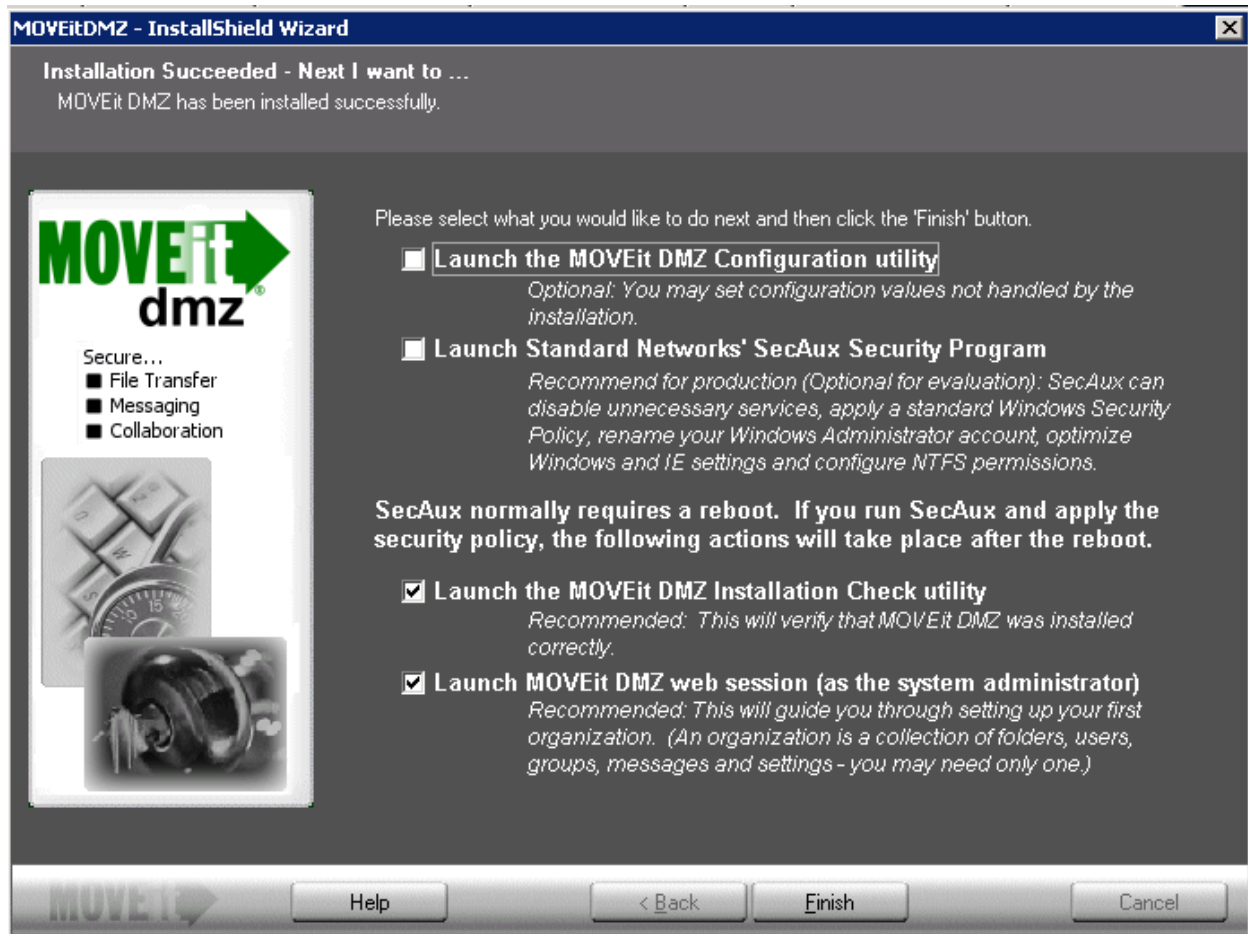 MOVEitDMZ - InstallShield Wizard
Installation Succeeded - Next I want to ...
MOVEit DMZ has been installed successfully.
MOVEit
dmz®
Secure...
File Transfer
Messaging
Collaboration
Please select what you would like to do next and then click the 'Finish' button.
Launch the MOVEit DMZ Configuration utility
Optional: You may set configuration values not handled by the
installation.
Launch Standard Networks' SecAux Security Program
Recommend for production (Optional for evaluation): SecAux can
disable unnecessary services, apply a standard Windows Security
Policy, rename your Windows Administrator account, optimize
Windows and IE settings and configure NTFS permissions.
SecAux normally requires a reboot. If you run SecAux and apply the
security policy, the following actions will take place after the reboot.
Launch the MOVEit DMZ Installation Check utility
Recommended: This will verify that MOVEit DMZ was installed
correctly.
Launch MOVEit DMZ web session (as the system administrator)
Recommended: This will guide you through setting up your first
organization. (An organization is a collection of folders, users,
groups, messages and settings - you may need only one.)
MOVEit
Help
< Back
Finish
Cancel